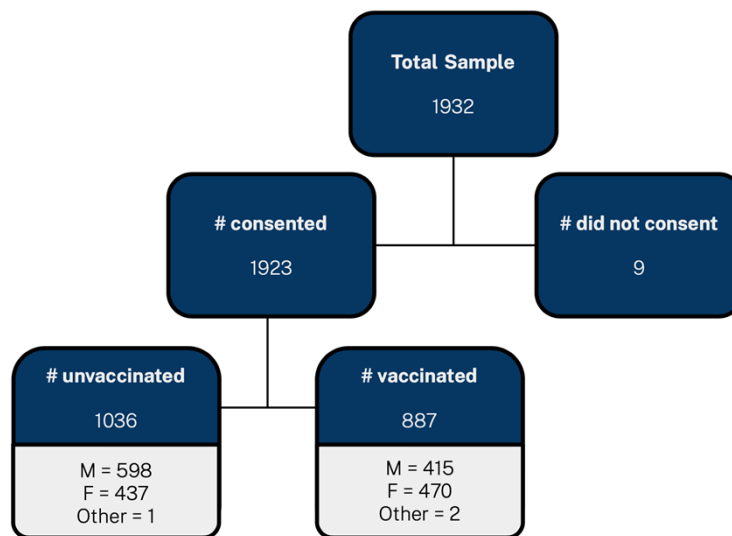 Total Sample
1932
# consented
1923
# did not consent
9
# unvaccinated
1036
M = 598
F = 437
Other = 1
# vaccinated
887
M = 415
F = 470
Other = 2